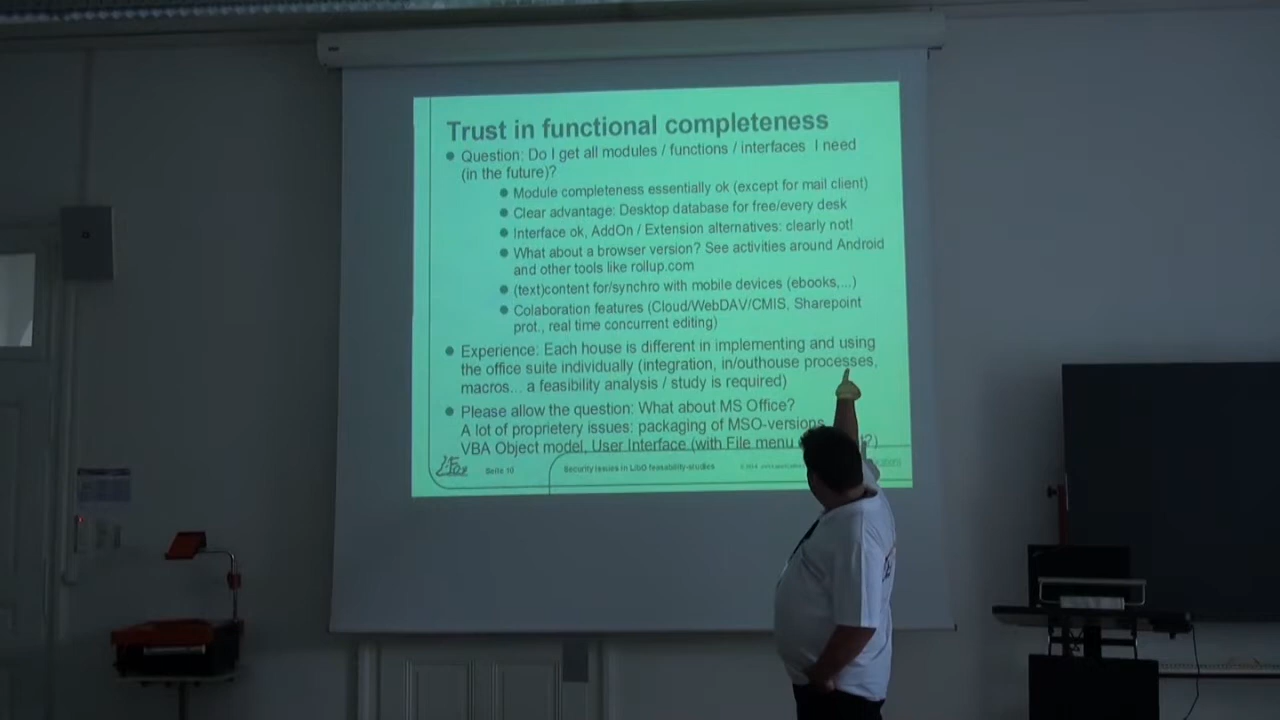 Trust in functional completeness
● Question: Do I get all modules / functions / interfaces I need
(in the future)?
● Module completeness essentially ok (except for mail client)
● Clear advantage: Desktop database for free/every desk
● Interface ok, AddOn / Extension alternatives: clearly not!
● What about a browser version? See activities around Android
and other tools like rollup.com
● (text)content for/synchro with mobile devices (ebooks,...)
● Colaboration features (Cloud/WebDAV/CMIS, Sharepoint
prot., real time concurrent editing)
● Experience: Each house is different in implementing and using
the office suite individually (integration, in/outhouse processes,
macros... a feasibility analysis / study is required)
● Please allow the question: What about MS Office?
A lot of proprietery issues: packaging of MSO-versions
VBA Object model, User Interface (with File menu
Seite 10
Security Issues in LibO feasability-studies